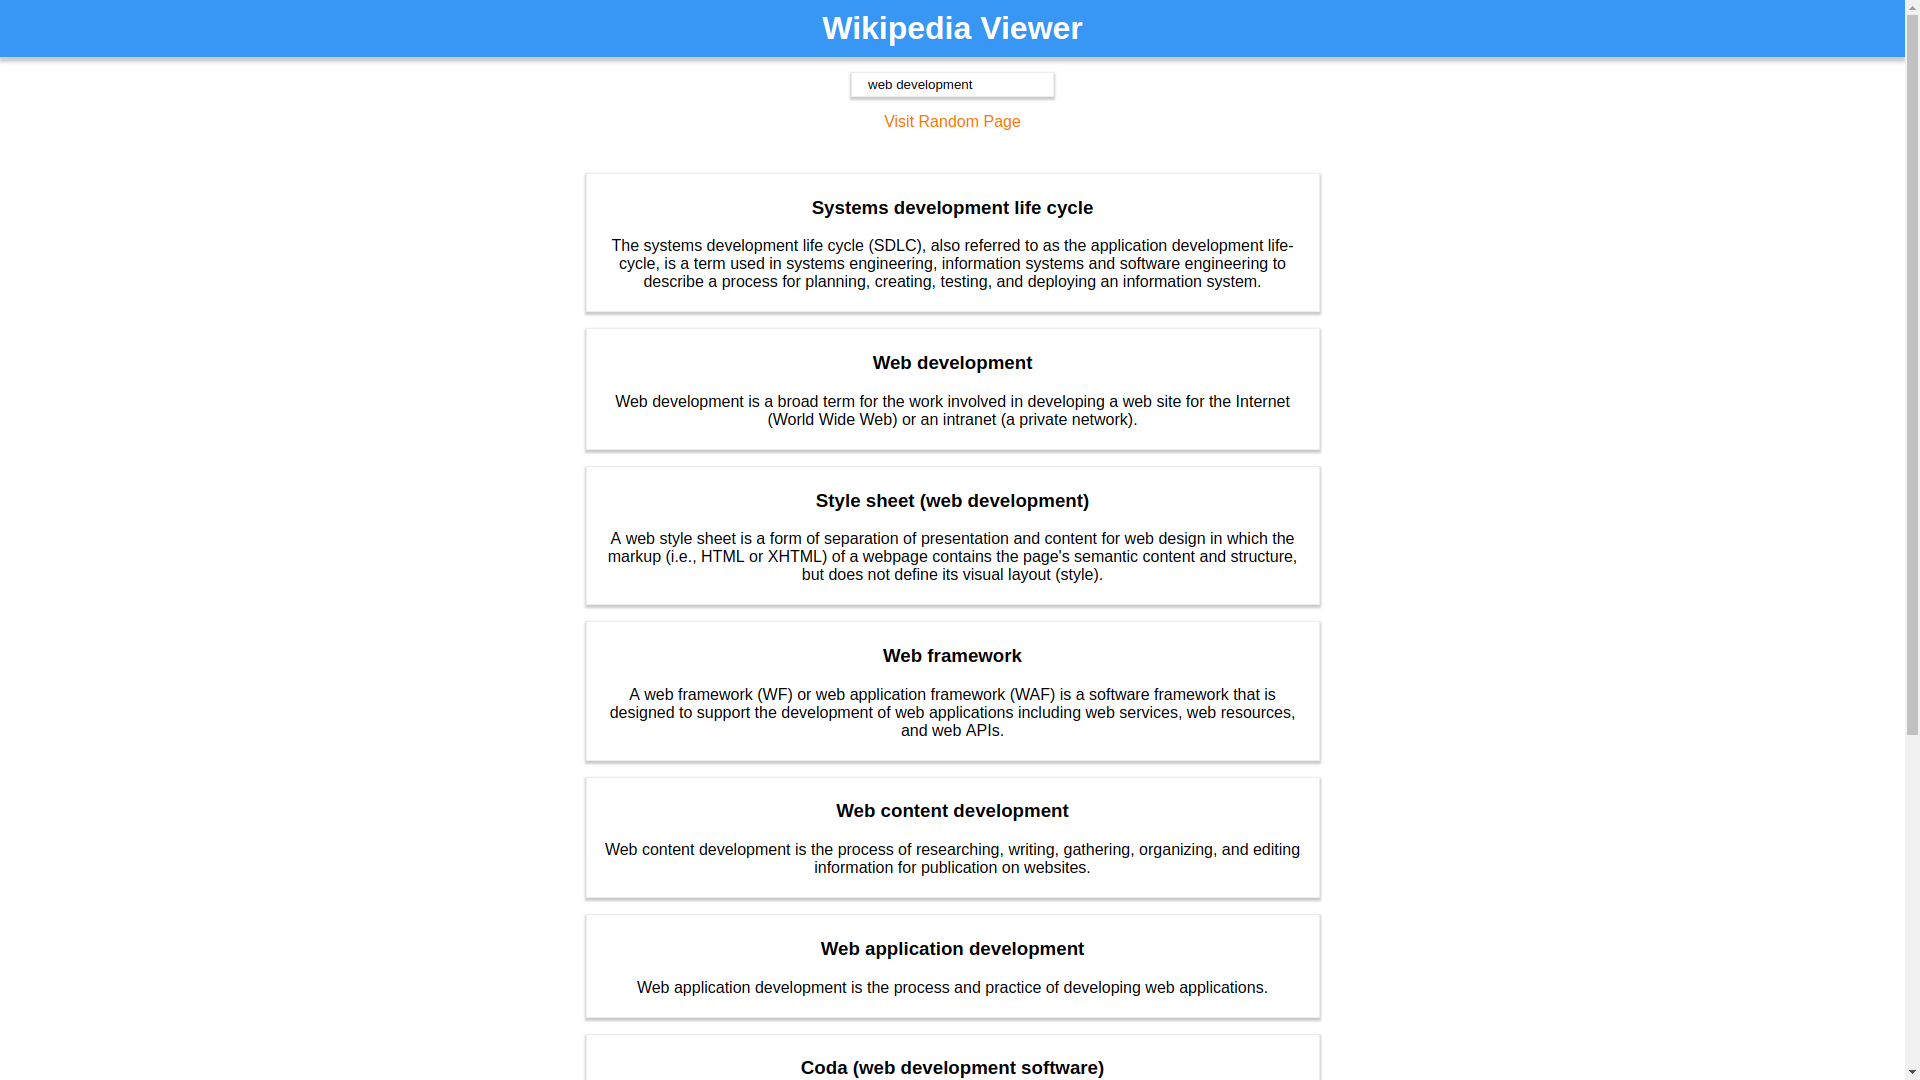 Wikipedia Viewer
web development
Visit Random Page
Systems development life cycle
The systems development life cycle (SDLC), also referred to as the application development life-
cycle, is a term used in systems engineering, information systems and software engineering to
describe a process for planning, creating, testing, and deploying an information system.
Web development
Web development is a broad term for the work involved in developing a web site for the Internet
(World Wide Web) or an intranet (a private network).
Style sheet (web development)
A web style sheet is a form of separation of presentation and content for web design in which the
markup (i.e., HTML or XHTML) of a webpage contains the page's semantic content and structure,
but does not define its visual layout (style).
Web framework
A web framework (WF) or web application framework (WAF) is a software framework that is
designed to support the development of web applications including web services, web resources,
and web APIs.
Web content development
Web content development is the process of researching, writing, gathering, organizing, and editing
information for publication on websites.
Web application development
Web application development is the process and practice of developing web applications.
Coda (web development software)